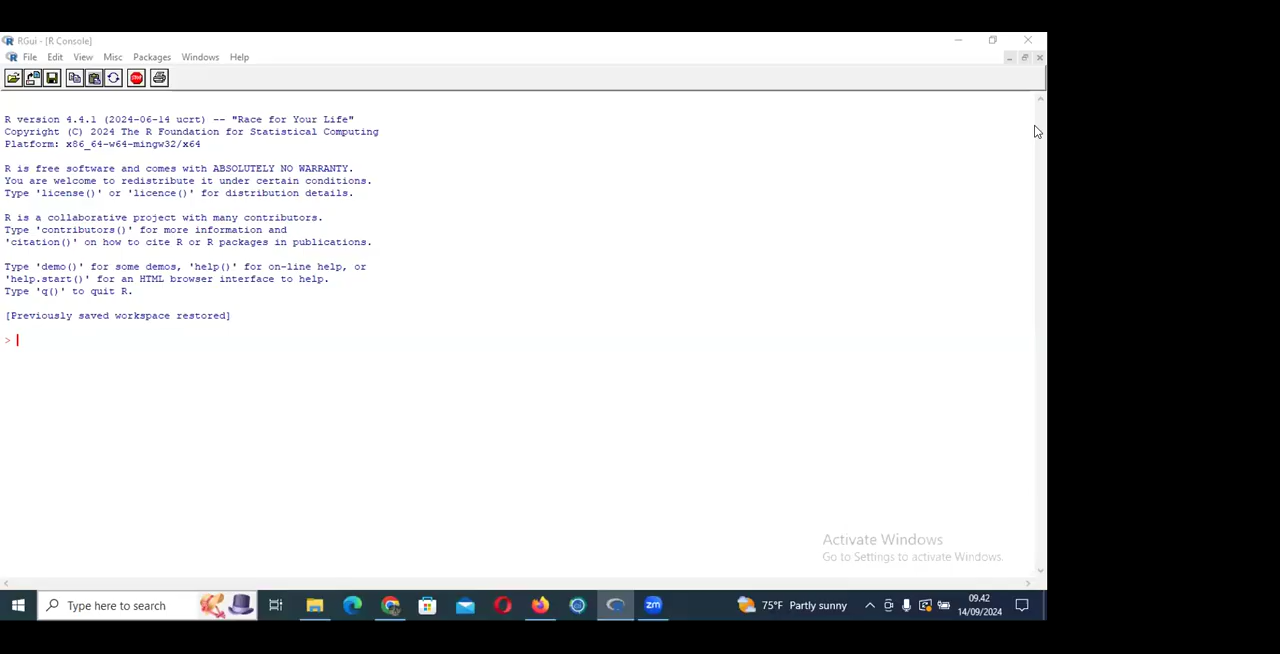 RGui - [R Console]
File Edit View Misc Packages Windows Help
STOP
R version 4.4.1 (2024-06-14 ucrt) -- "Race for Your Life"
Copyright (C) 2024 The R Foundation for Statistical Computing
Platform: x86_64-w64-mingw32/x64
R is free software and comes with ABSOLUTELY NO WARRANTY.
You are welcome to redistribute it under certain conditions.
Type 'license()' or 'licence()' for distribution details.
R is a collaborative project with many contributors.
Type 'contributors()' for more information and
'citation()' on how to cite R or R packages in publications.
Type 'demo()' for some demos, 'help()' for on-line help, or
'help.start()' for an HTML browser interface to help.
Type 'q()' to quit R.
[Previously saved workspace restored]
>
Activate Windows
Go to Settings to activate Windows.
Type here to search
zm
75°F Partly sunny
09.42
14/09/2024